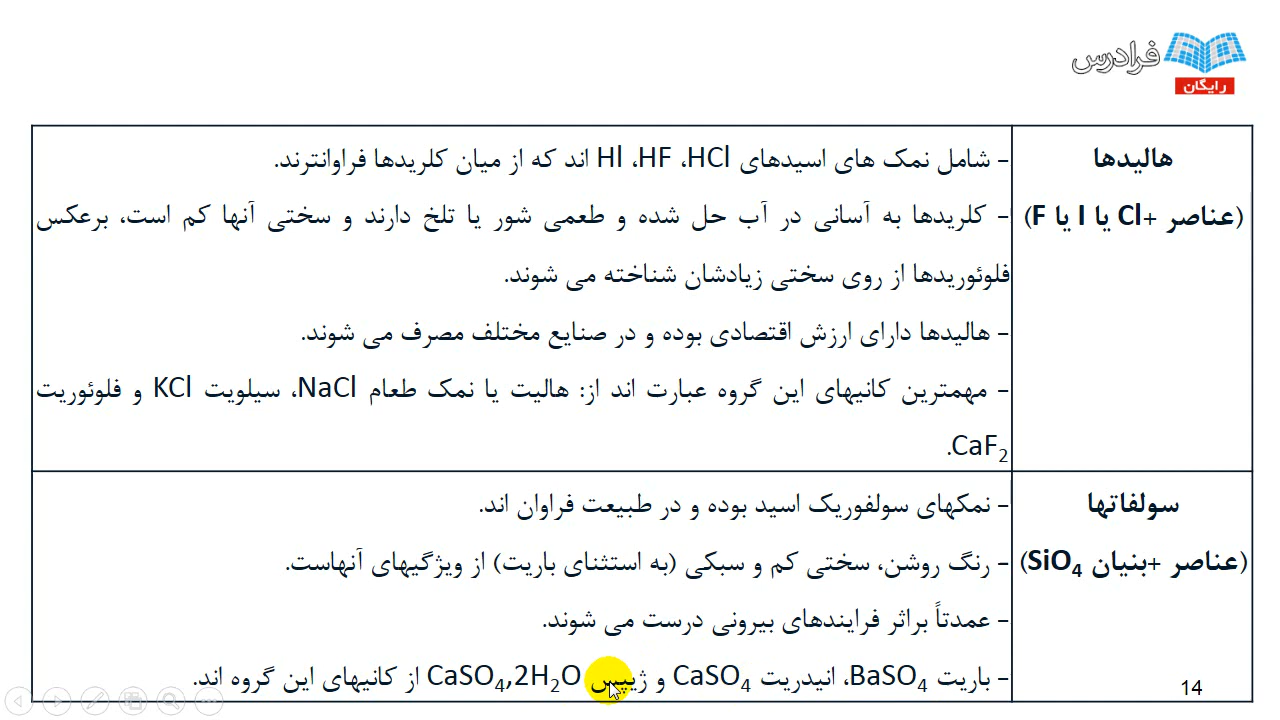 فرادرس
رایگان
هالیدها
(عناصر +Cl یا I یا F)
- شامل نمک های اسیدهای HCl، HF، Hl اند که از میان کلریدها فراوانترند.
- کلریدها به آسانی در آب حل شده و طعمی شور یا تلخ دارند و سختی آنها کم است، برعکس
فلوئوریدها از روی سختی زیادشان شناخته می شوند.
- هالیدها دارای ارزش اقتصادی بوده و در صنایع مختلف مصرف می شوند.
- مهمترین کانیهای این گروه عبارت اند از: هالیت یا نمک طعام NaCl، سیلویت KCl و فلوئوریت
CaF₂.
سولفاتها
(عناصر +بنیان SiO₄)
- نمکهای سولفوریک اسید بوده و در طبیعت فراوان اند.
- رنگ روشن، سختی کم و سبکی (به استثنای باریت) از ویژگیهای آنهاست.
- عمدتاً براثر فرایندهای بیرونی درست می شوند.
- باریت BaSO₄، انیدریت CaSO₄ و ژیپس CaSO₄,2H₂O از کانیهای این گروه اند.
14